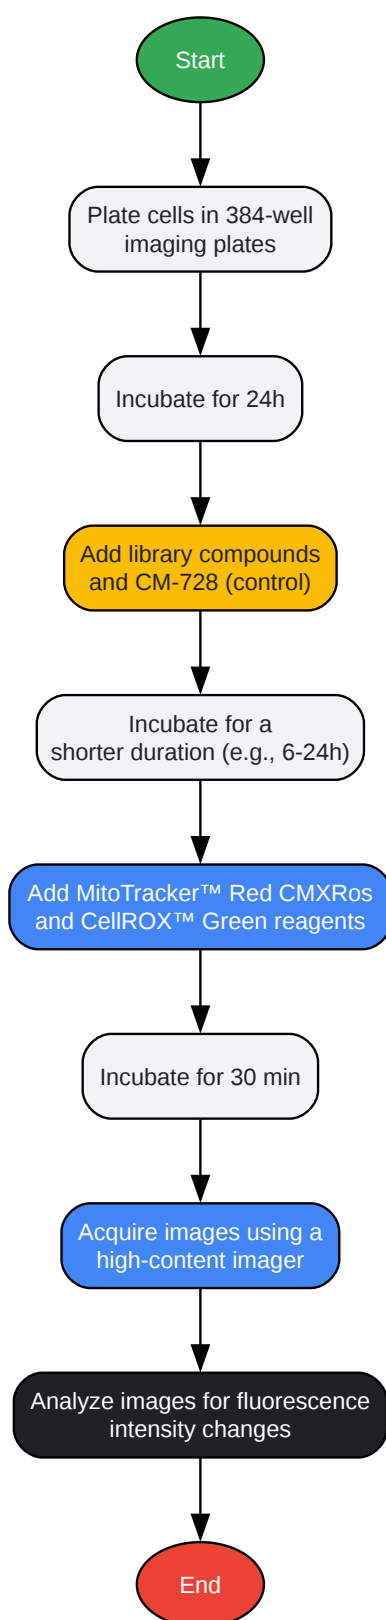 Start
Plate cells in 384-well
imaging plates
Incubate for 24h
Add library compounds
and CM-728 (control)
Incubate for a
shorter duration (e.g., 6-24h)
Add MitoTracker™ Red CMXRos
and CellROX™ Green reagents
Incubate for 30 min
Acquire images using a
high-content imager
Analyze images for fluorescence
intensity changes
End